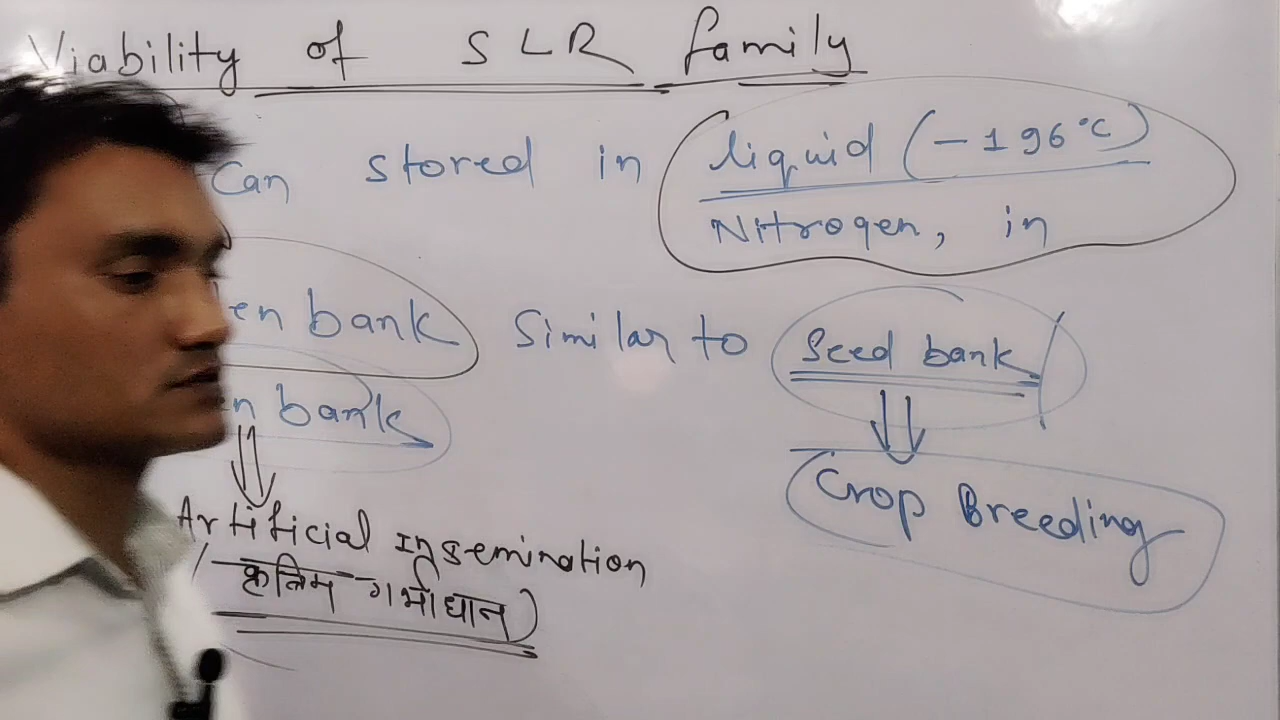 Viability of SLR family
Can stored in liquid (-196°C)
Nitrogen, in
en bank Similar to Seed bank
n bank
Crop Breeding
Artificial Insemination
(कृत्रिम गर्भाधान)